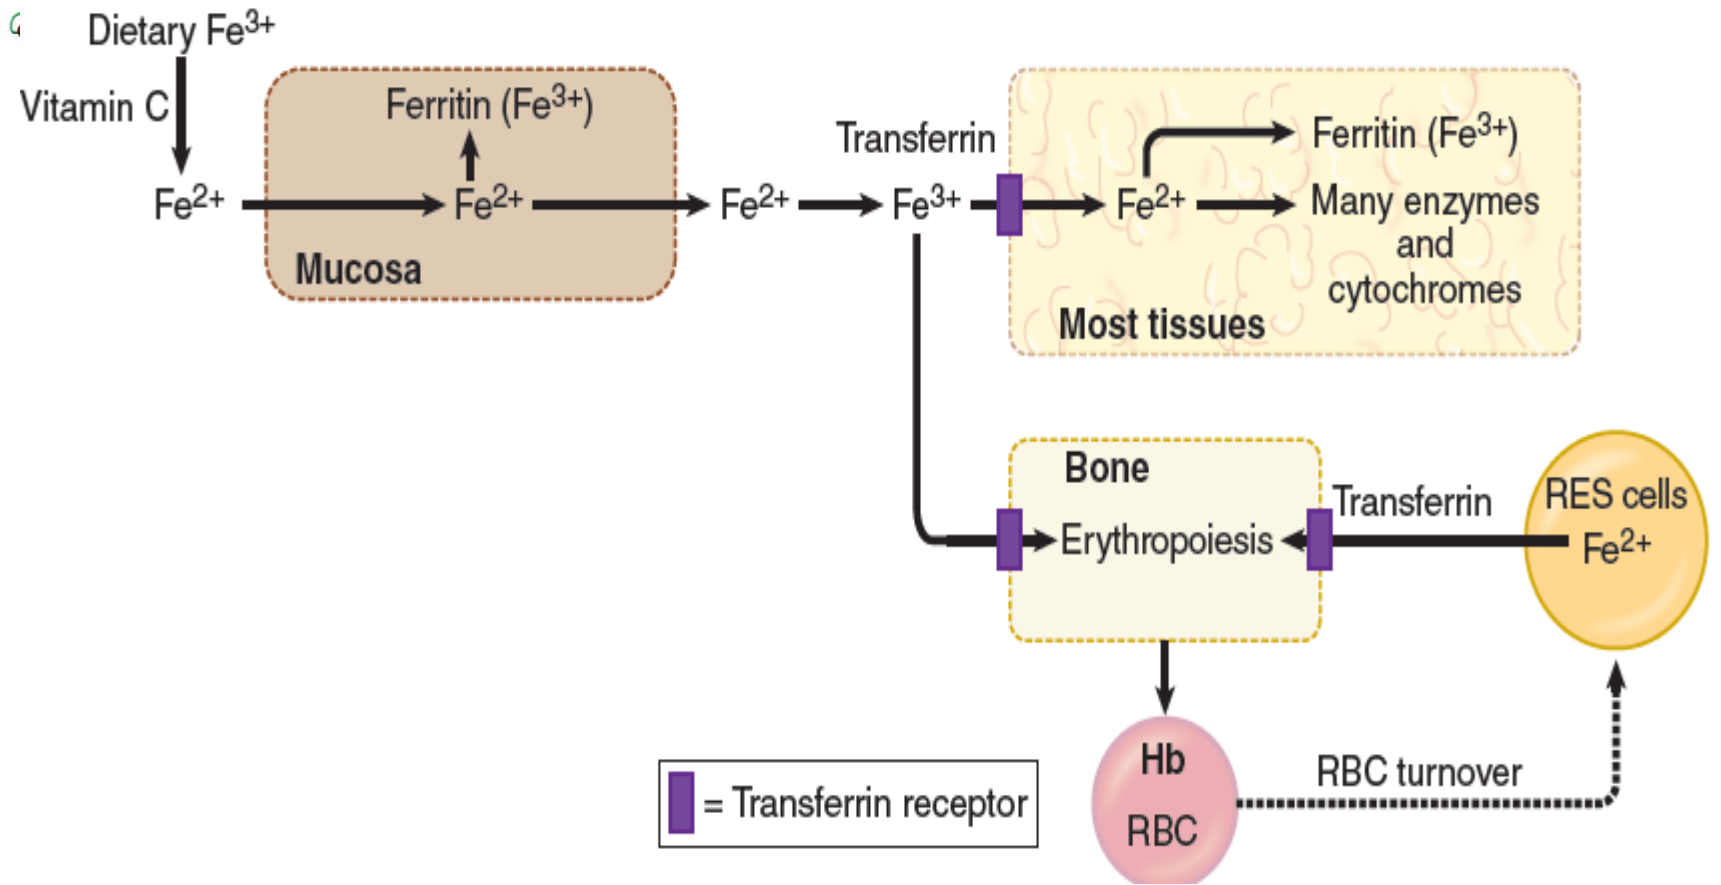 Dietary Fe³⁺
Vitamin C
Fe²⁺
Ferritin (Fe³⁺)
Fe²⁺
Mucosa
Fe²⁺
Transferrin
Fe³⁺
Fe²⁺
Ferritin (Fe³⁺)
Many enzymes
and
cytochromes
Most tissues
Bone
Erythropoiesis
Transferrin
RES cells
Fe²⁺
Hb
RBC
RBC turnover
= Transferrin receptor